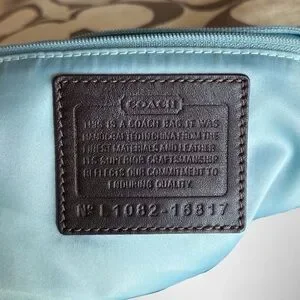 COACH
THIS IS A COACH BAG. IT WAS
HANDCRAFTED IN CHINA FROM THE
FINEST MATERIALS AND LEATHER.
ITS SUPERIOR CRAFTSMANSHIP
REFLECTS OUR COMMITMENT TO
ENDURING QUALITY.
Nº L1082-16817